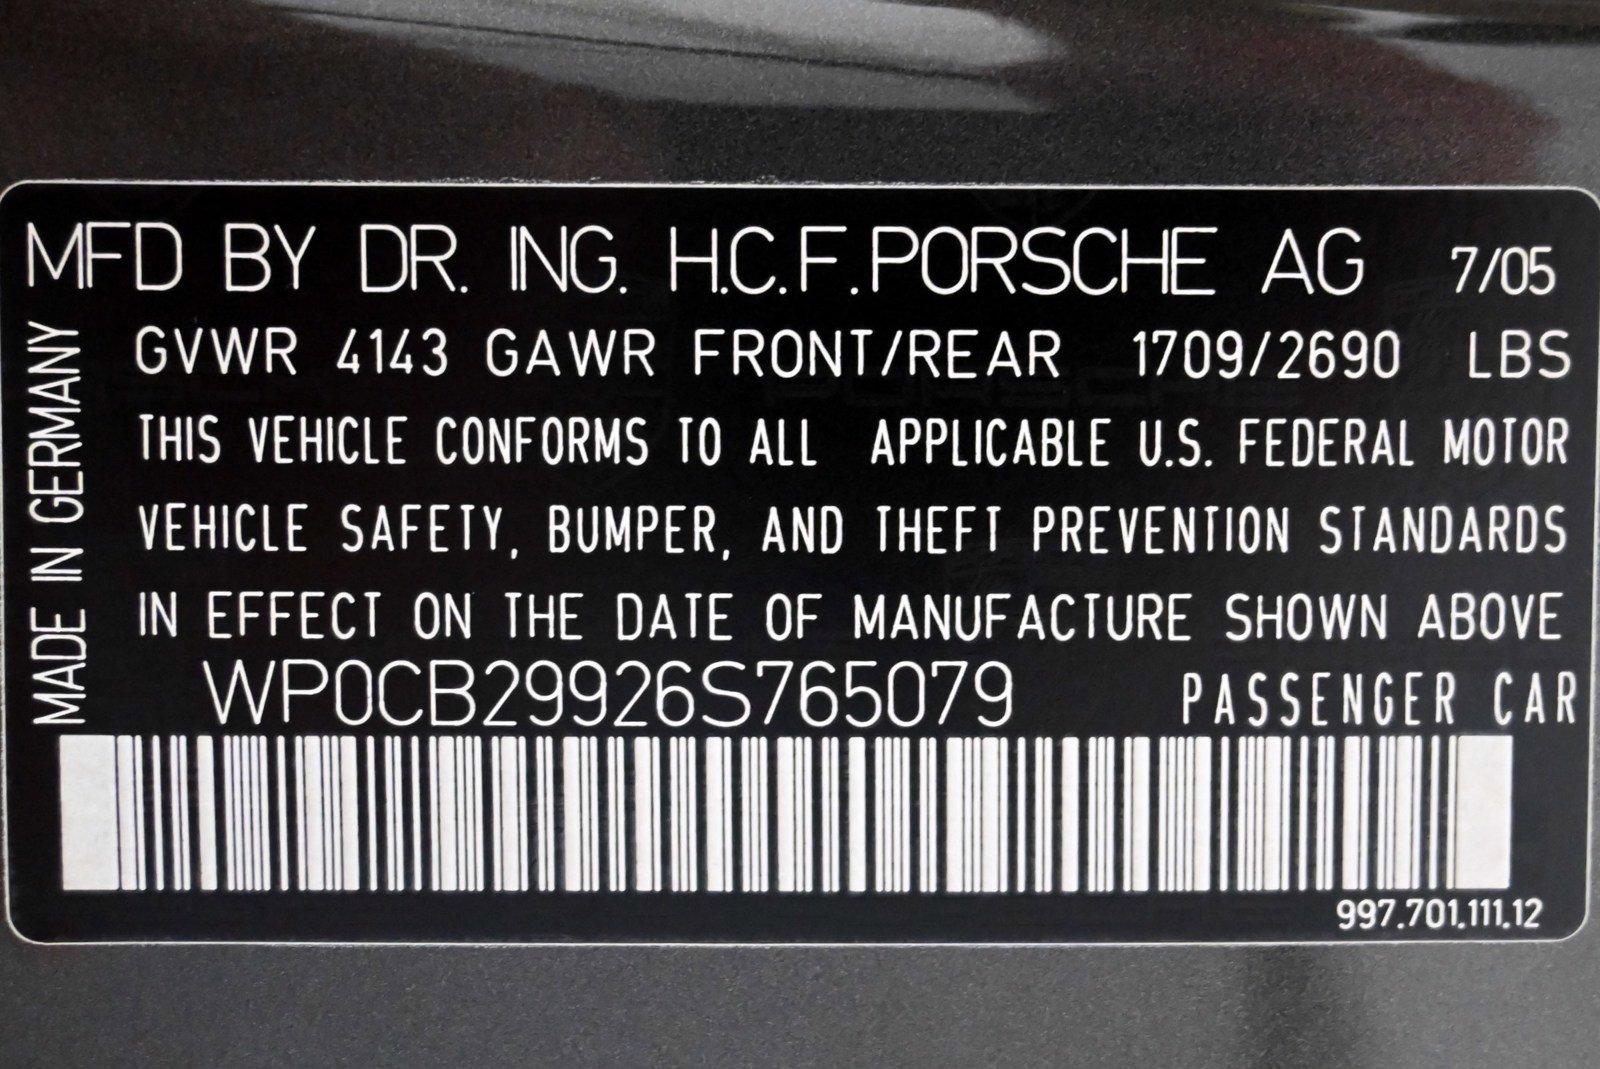 MFD BY DR. ING. H.C.F. PORSCHE AG 7/05
GVWR 4143 GAWR FRONT/REAR 1709/2690 LBS
THIS VEHICLE CONFORMS TO ALL APPLICABLE U.S. FEDERAL MOTOR
VEHICLE SAFETY, BUMPER, AND THEFT PREVENTION STANDARDS
IN EFFECT ON THE DATE OF MANUFACTURE SHOWN ABOVE
WP0CB29926S765079 PASSENGER CAR
MADE IN GERMANY
997.701.111.12